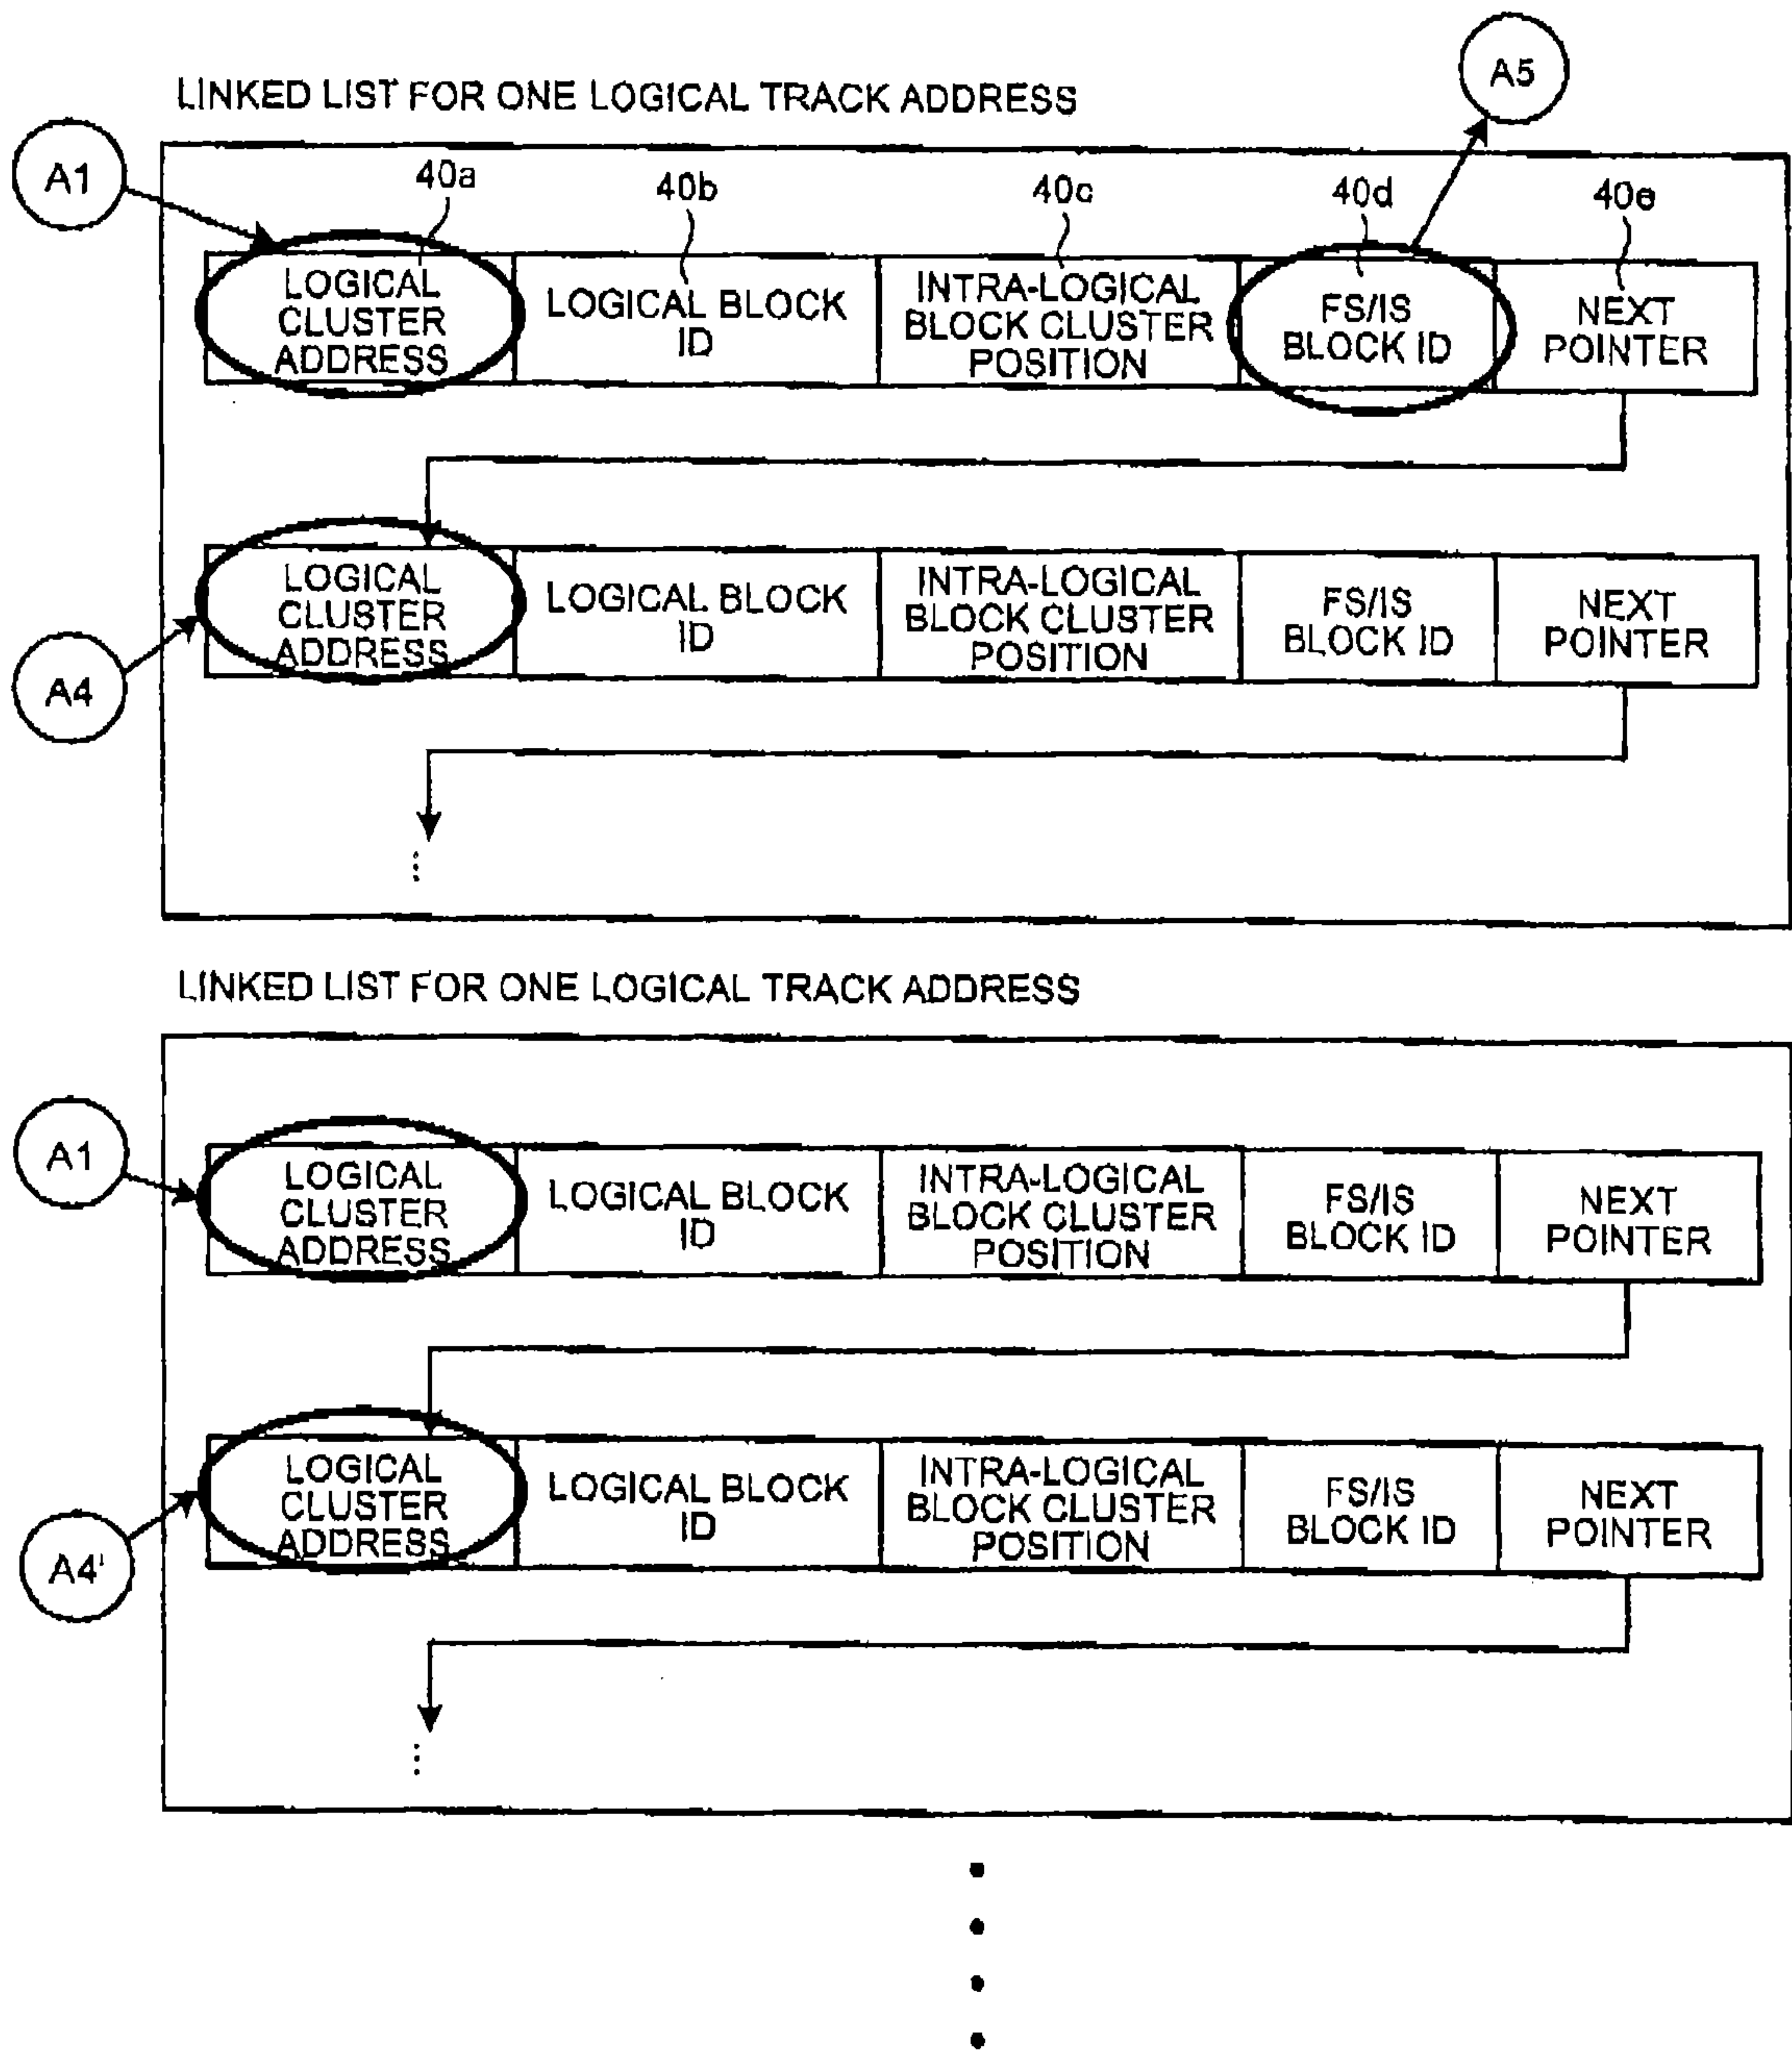 A5
LINKED LIST FOR ONE LOGICAL TRACK ADDRESS
A1
40a
40b
40c
40d
40e
LOGICAL
CLUSTER
ADDRESS
LOGICAL BLOCK
ID
INTRA-LOGICAL
BLOCK CLUSTER
POSITION
FS/IS
BLOCK ID
NEXT
POINTER
A4
LOGICAL
CLUSTER
ADDRESS
LOGICAL BLOCK
ID
INTRA-LOGICAL
BLOCK CLUSTER
POSITION
FS/IS
BLOCK ID
NEXT
POINTER
⋮
LINKED LIST FOR ONE LOGICAL TRACK ADDRESS
A1
LOGICAL
CLUSTER
ADDRESS
LOGICAL BLOCK
ID
INTRA-LOGICAL
BLOCK CLUSTER
POSITION
FS/IS
BLOCK ID
NEXT
POINTER
A4'
LOGICAL
CLUSTER
ADDRESS
LOGICAL BLOCK
ID
INTRA-LOGICAL
BLOCK CLUSTER
POSITION
FS/IS
BLOCK ID
NEXT
POINTER
⋮